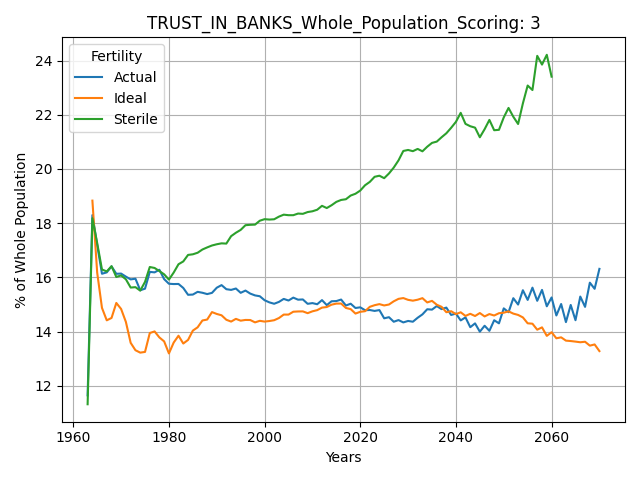 TRUST_IN_BANKS_Whole_Population_Scoring: 3
Fertility
Actual
Ideal
Sterile
% of Whole Population
24
22
20
18
16
14
12
1960 1980 2000 2020 2040 2060
Years